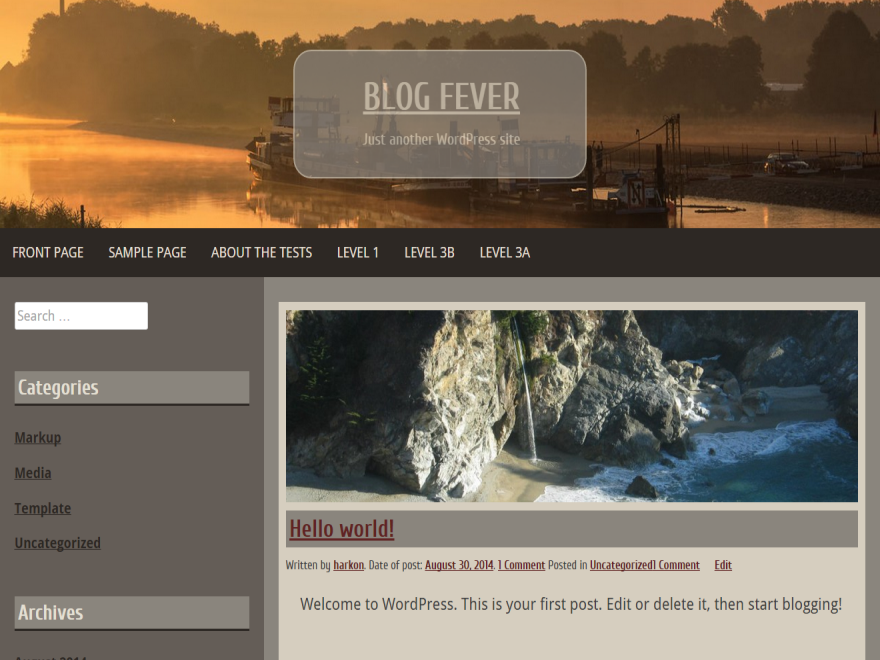 BLOG FEVER
Just another WordPress site
FRONT PAGE SAMPLE PAGE ABOUT THE TESTS LEVEL 1 LEVEL 3B LEVEL 3A
Search ...
Categories
Markup
Media
Template
Uncategorized
Archives
August 2014
Hello world!
Written by harkon. Date of post: August 30, 2014. 1 Comment Posted in Uncategorized1 Comment Edit
Welcome to WordPress. This is your first post. Edit or delete it, then start blogging!